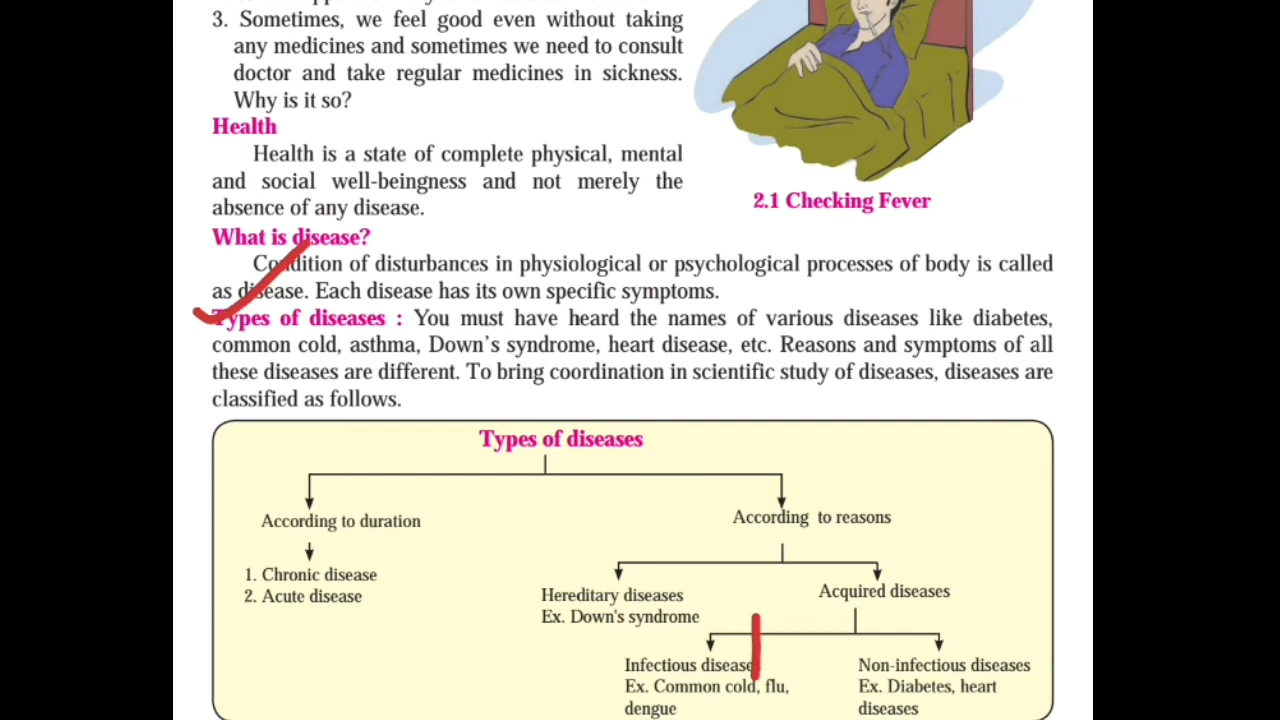 3. Sometimes, we feel good even without taking
any medicines and sometimes we need to consult
doctor and take regular medicines in sickness.
Why is it so?
Health
Health is a state of complete physical, mental
and social well-beingness and not merely the
absence of any disease.
2.1 Checking Fever
What is disease?
Condition of disturbances in physiological or psychological processes of body is called
as disease. Each disease has its own specific symptoms.
Types of diseases : You must have heard the names of various diseases like diabetes,
common cold, asthma, Down's syndrome, heart disease, etc. Reasons and symptoms of all
these diseases are different. To bring coordination in scientific study of diseases, diseases are
classified as follows.
Types of diseases
According to duration
According to reasons
1. Chronic disease
2. Acute disease
Hereditary diseases
Ex. Down's syndrome
Acquired diseases
Infectious diseases
Ex. Common cold, flu,
dengue
Non-infectious diseases
Ex. Diabetes, heart
diseases